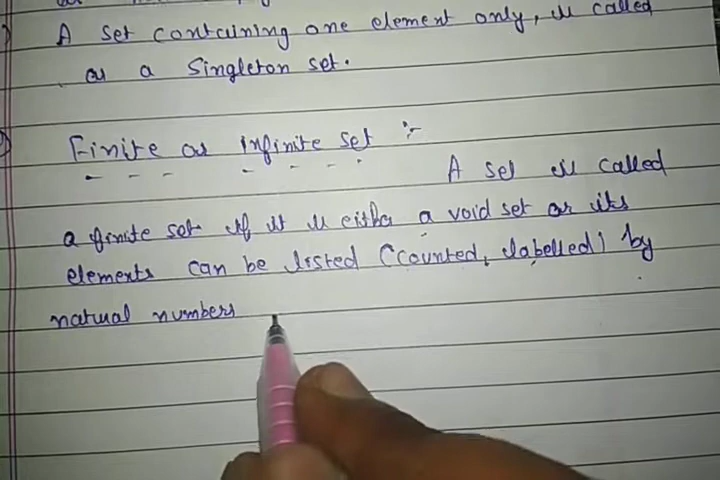 A set containing one element only, is called
as a Singleton set.
Finite or infinite set :-
A set is called
a finite set if it is either a void set or its
elements can be listed (counted, labelled) by
natural numbers